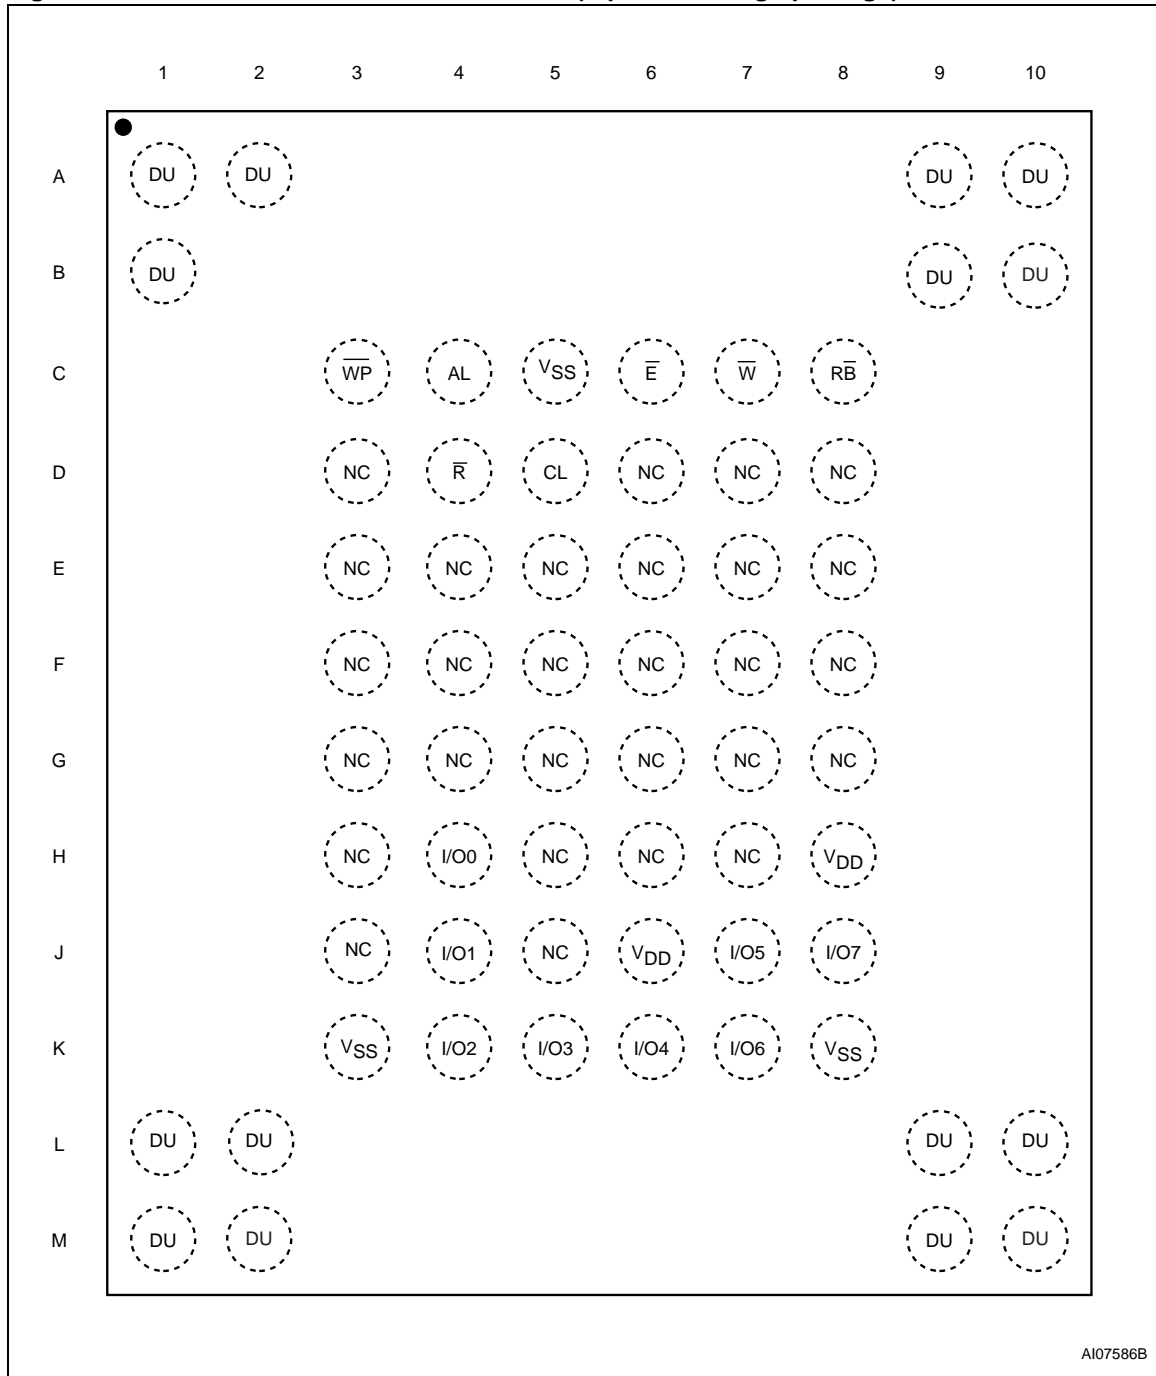 1 2 3 4 5 6 7 8 9 10
A DU DU DU DU
B DU DU DU
C W̅P̅ AL VSS E̅ W̅ RB̅
D NC R̅ CL NC NC NC
E NC NC NC NC NC NC
F NC NC NC NC NC NC
G NC NC NC NC NC NC
H NC I/O0 NC NC NC VDD
J NC I/O1 NC VDD I/O5 I/O7
K VSS I/O2 I/O3 I/O4 I/O6 VSS
L DU DU DU DU
M DU DU DU DU
AI07586B